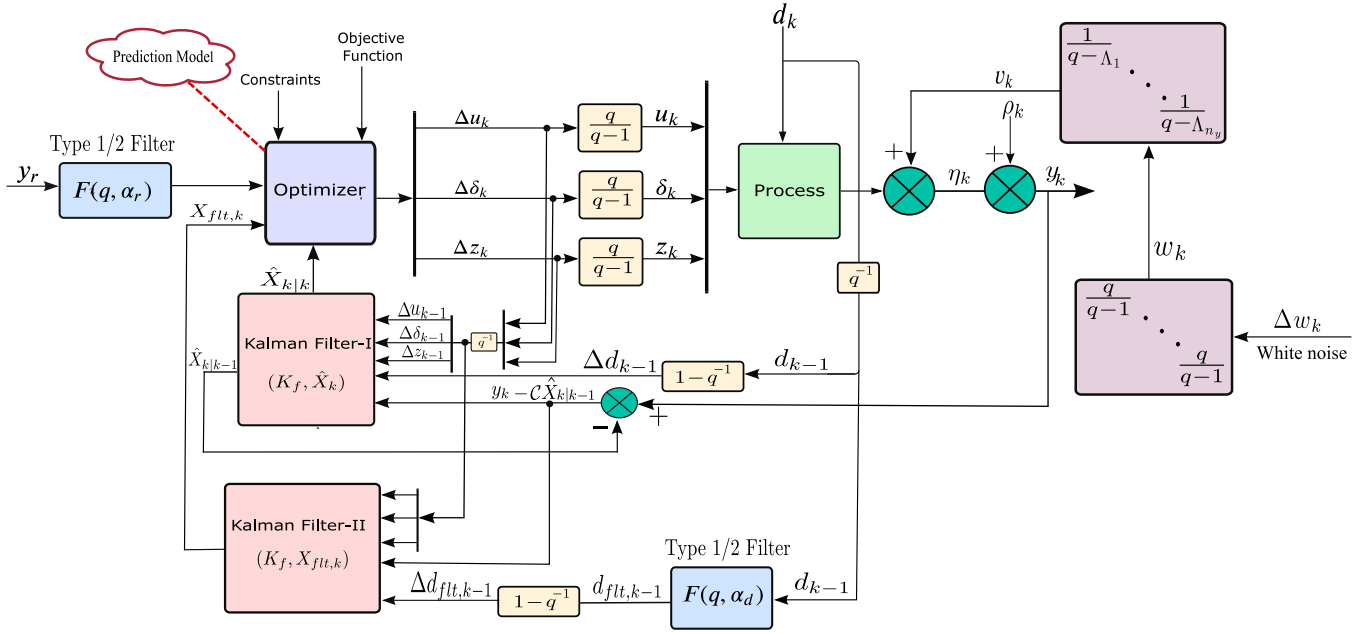 Prediction Model
Objective
Function
Constraints
Type 1/2 Filter
y_r
F(q, α_r)
Optimizer
X_{flt,k}
X̂_{k|k}
Δu_k
Δδ_k
Δz_k
q/(q−1)
q/(q−1)
q/(q−1)
u_k
δ_k
z_k
d_k
Process
q^{-1}
+
v_k
ρ_k
+
η_k
y_k
1/(q−Λ_1)
1/(q−Λ_{n_y})
w_k
q/(q−1)
q/(q−1)
Δw_k
White noise
Kalman Filter-I
(K_f, X̂_k)
X̂_{k|k−1}
Δu_{k−1}
Δδ_{k−1}
Δz_{k−1}
q^{-1}
Δd_{k−1}
1−q^{-1}
d_{k−1}
y_k − 𝒞X̂_{k|k−1}
−
+
Kalman Filter-II
(K_f, X_{flt,k})
Δd_{flt,k−1}
1−q^{-1}
d_{flt,k−1}
Type 1/2 Filter
F(q, α_d)
d_{k−1}